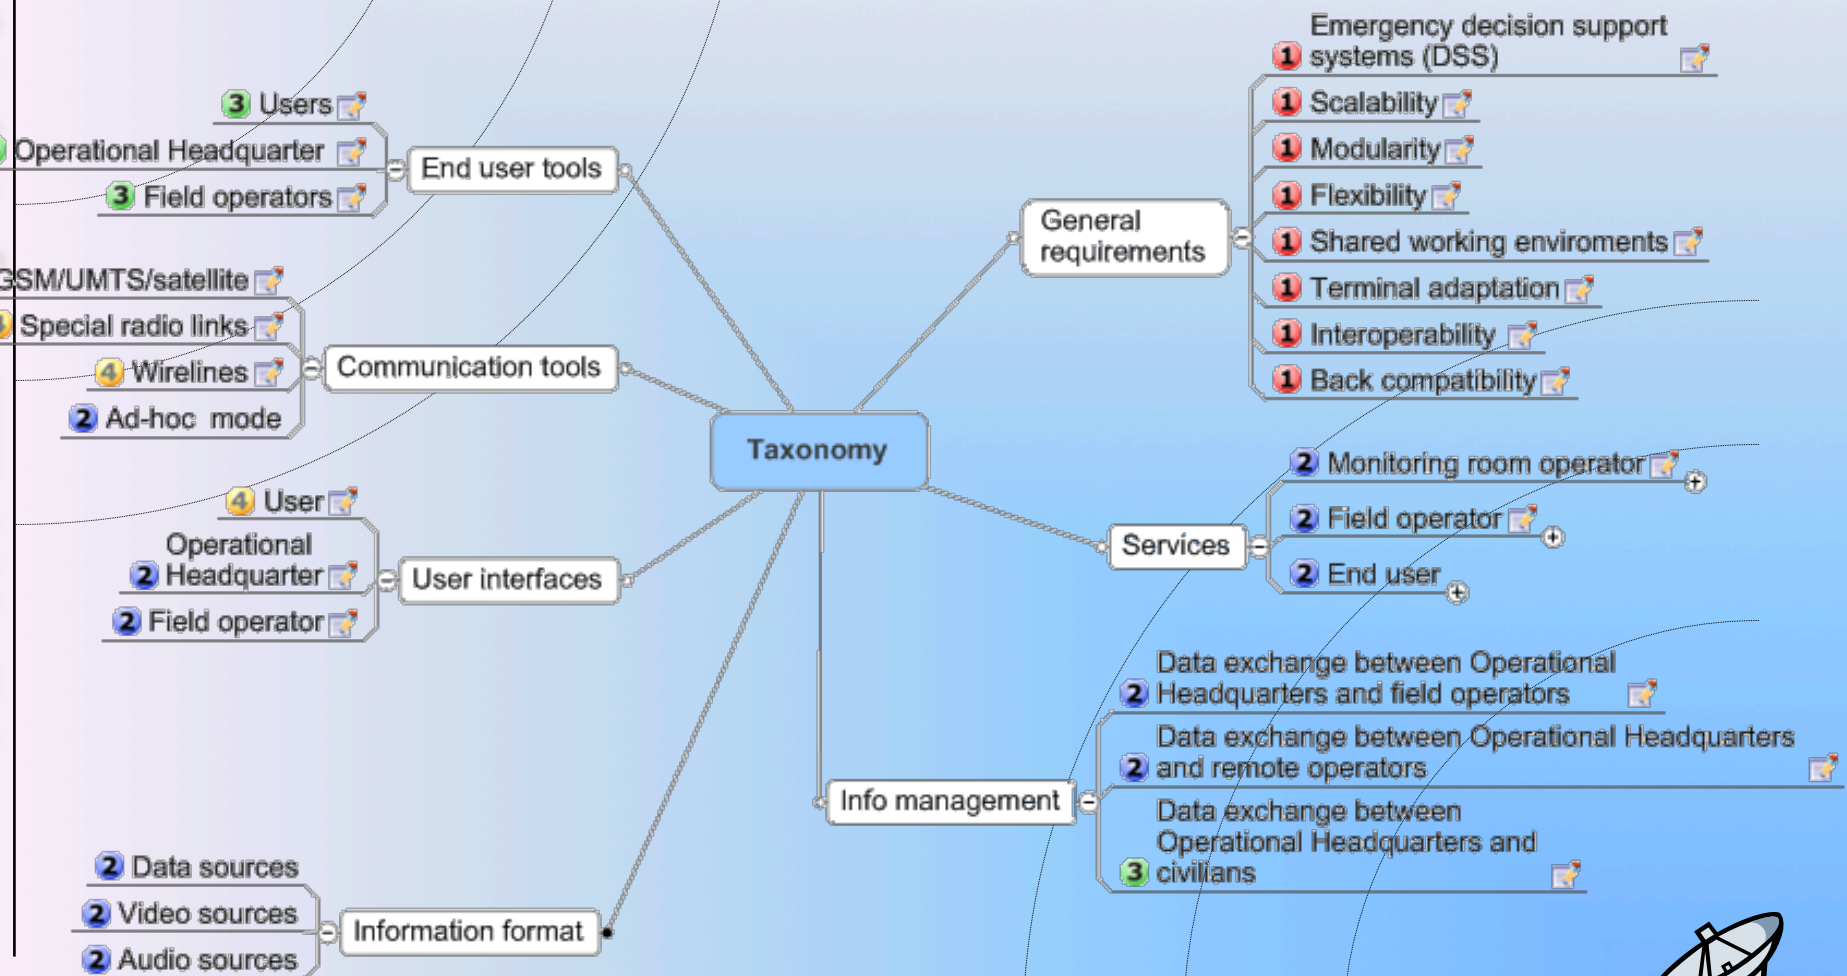 3 Users
Operational Headquarter
3 Field operators
End user tools
GSM/UMTS/satellite
Special radio links
4 Wirelines
2 Ad-hoc mode
Communication tools
4 User
Operational
2 Headquarter
2 Field operator
User interfaces
2 Data sources
2 Video sources
2 Audio sources
Information format
Taxonomy
General
requirements
Emergency decision support
1 systems (DSS)
1 Scalability
1 Modularity
1 Flexibility
1 Shared working enviroments
1 Terminal adaptation
1 Interoperability
1 Back compatibility
Services
2 Monitoring room operator
2 Field operator
2 End user
Info management
Data exchange between Operational
2 Headquarters and field operators
Data exchange between Operational Headquarters
2 and remote operators
Data exchange between
Operational Headquarters and
3 civilians